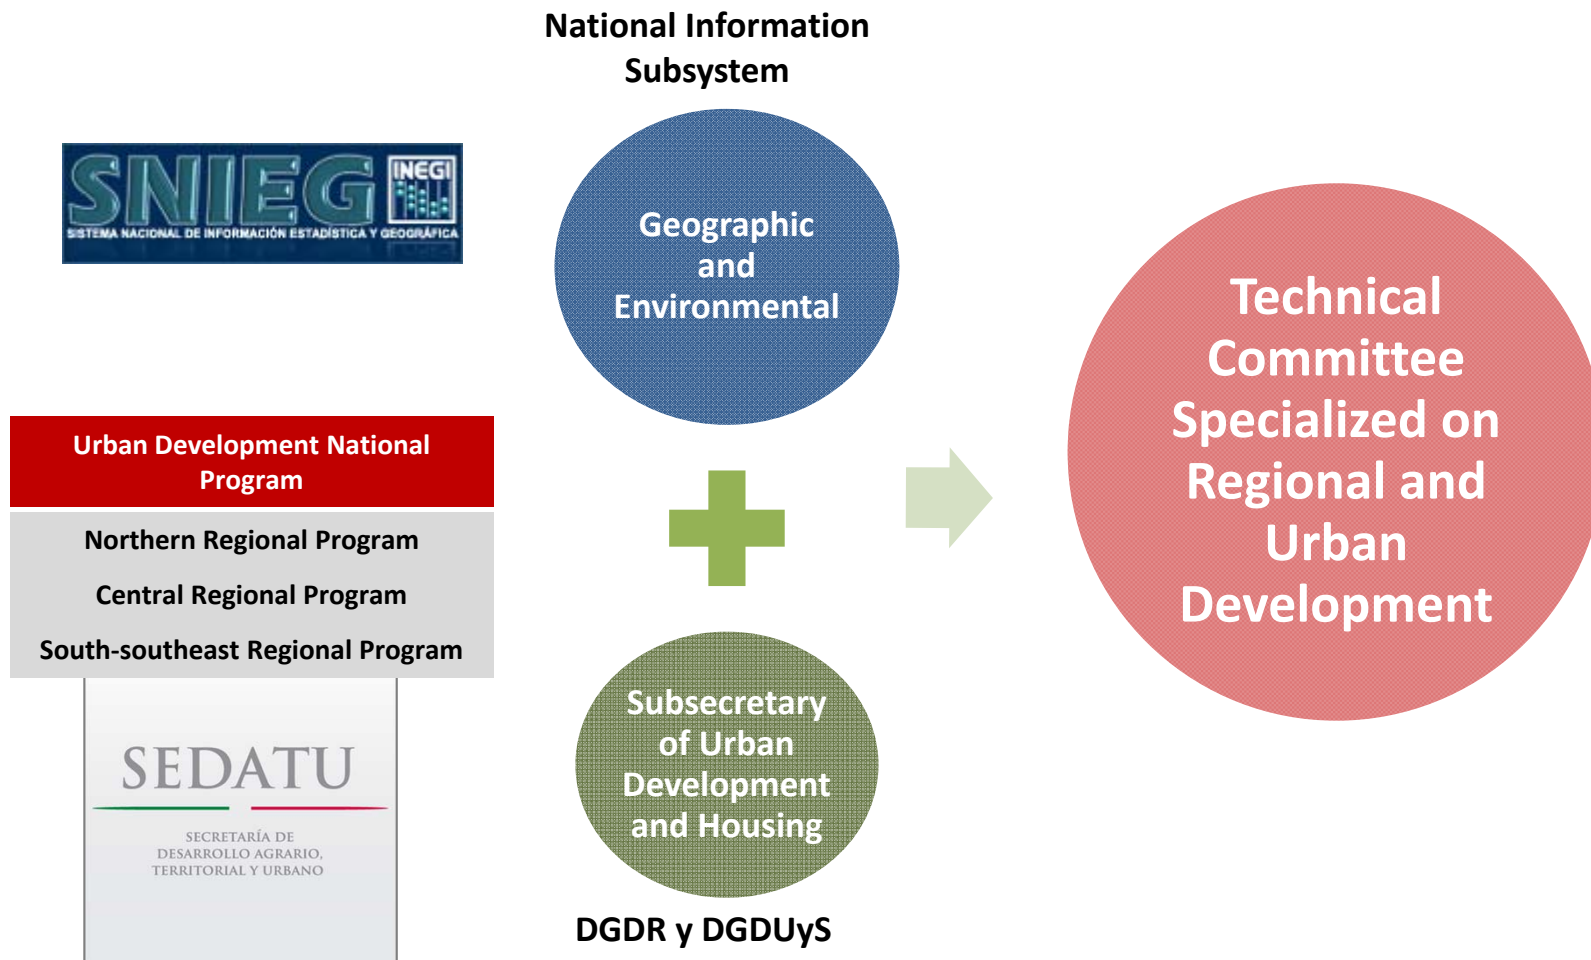 National Information
Subsystem
SNIEG
INEGI
SISTEMA NACIONAL DE INFORMACIÓN ESTADÍSTICA Y GEOGRÁFICA
Geographic
and
Environmental
Urban Development National
Program
Northern Regional Program
Central Regional Program
South-southeast Regional Program
SEDATU
SECRETARÍA DE
DESARROLLO AGRARIO,
TERRITORIAL Y URBANO
Subsecretary
of Urban
Development
and Housing
DGDR y DGDUyS
Technical
Committee
Specialized on
Regional and
Urban
Development